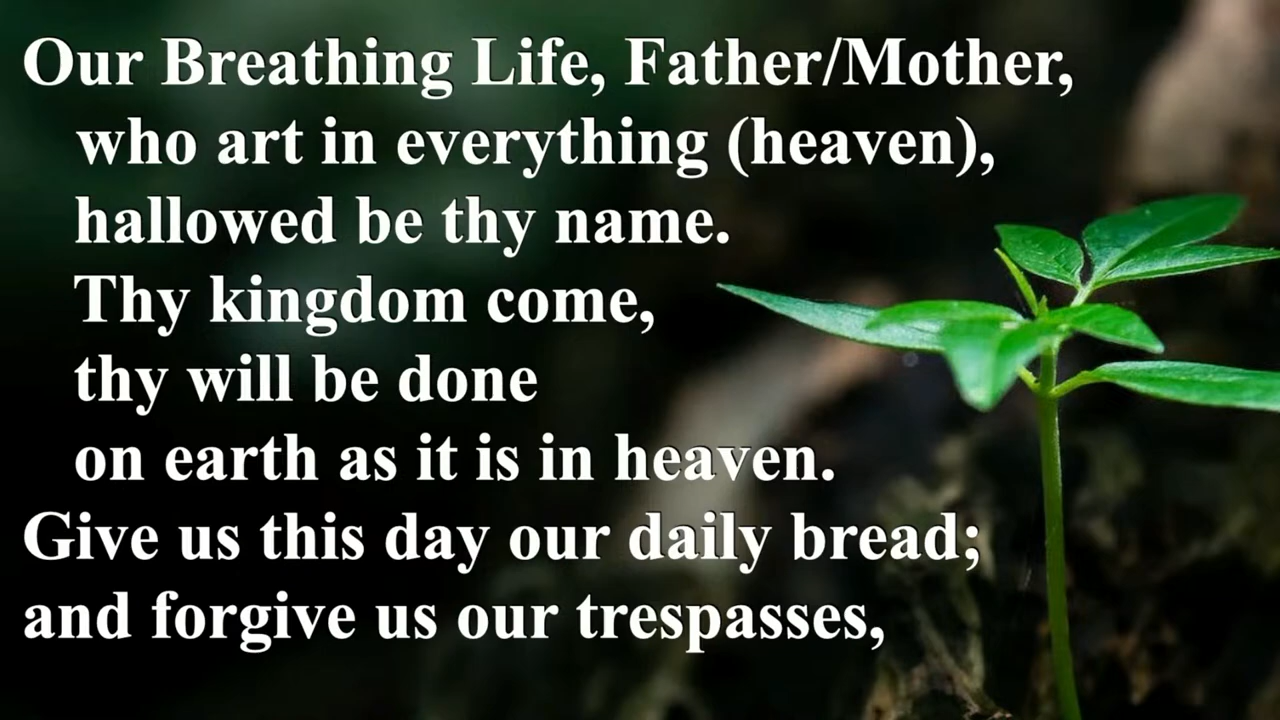 Our Breathing Life, Father/Mother,
who art in everything (heaven),
hallowed be thy name.
Thy kingdom come,
thy will be done
on earth as it is in heaven.
Give us this day our daily bread;
and forgive us our trespasses,